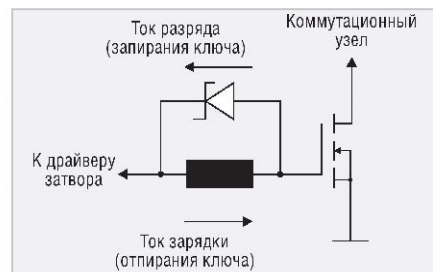 Ток разряда
(запирания ключа)
Коммутационный
узел
К драйверу
затвора
Ток зарядки
(отпирания ключа)